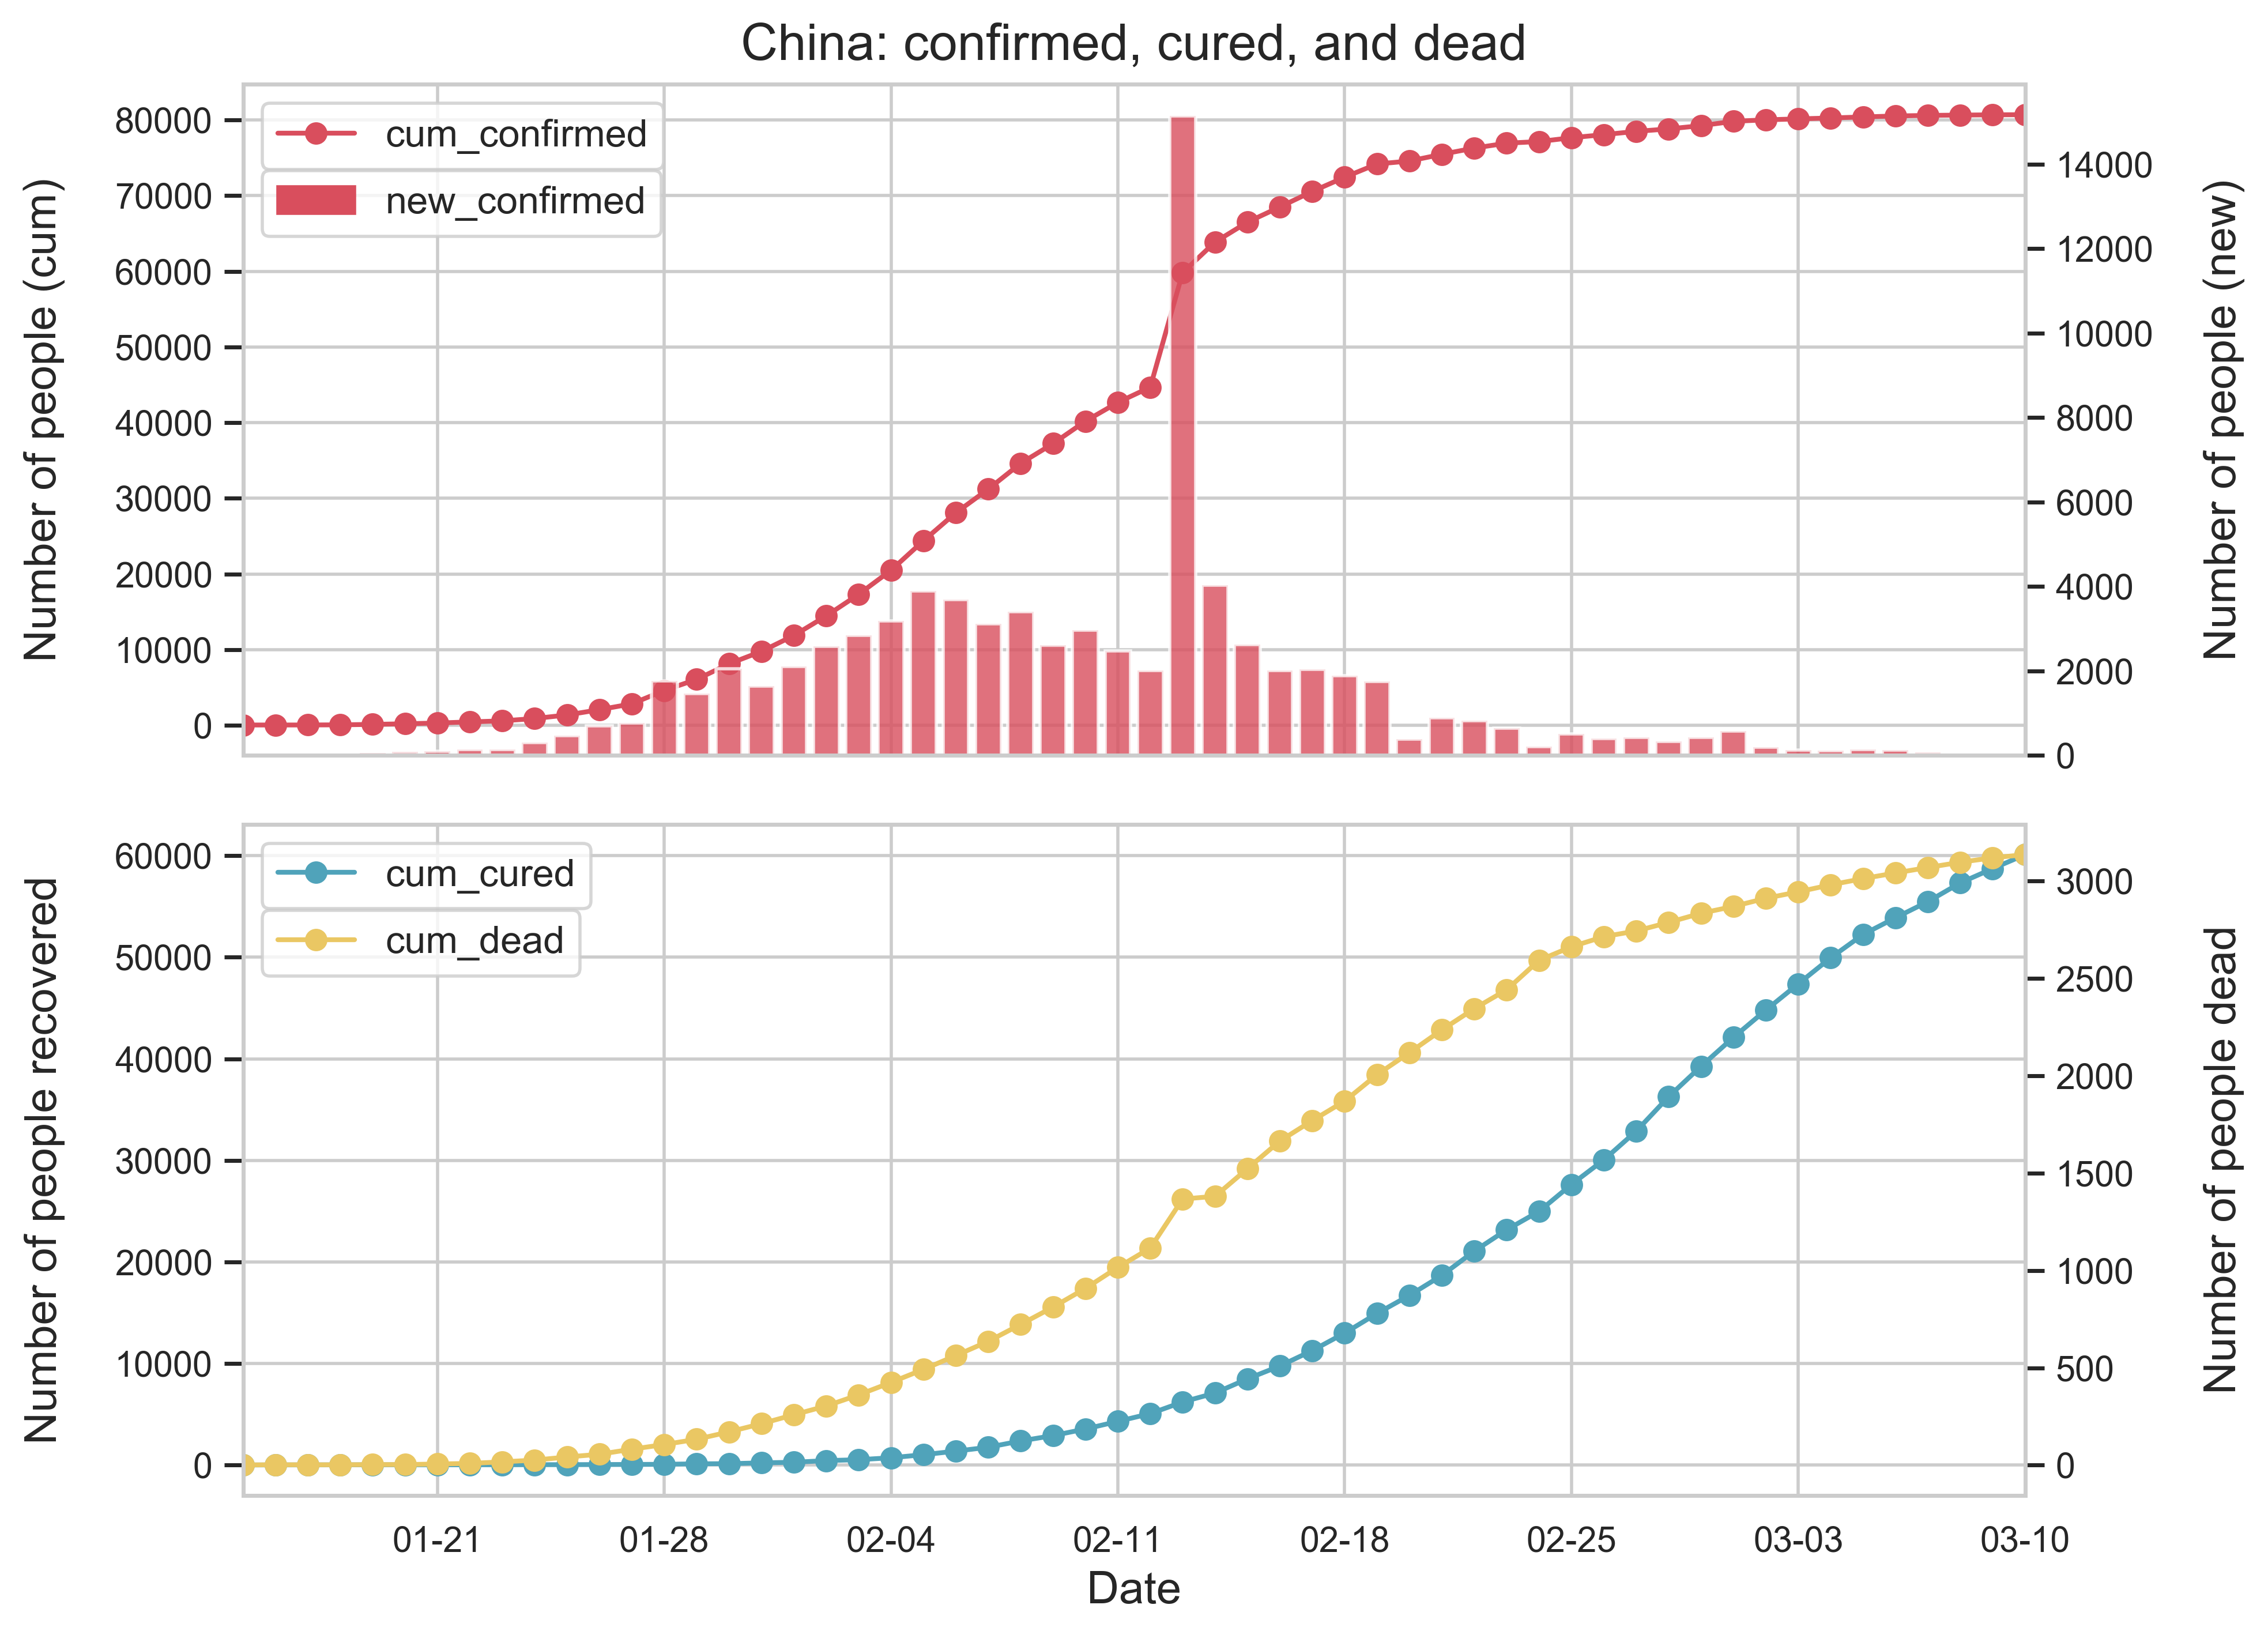 China: confirmed, cured, and dead
cum_confirmed
new_confirmed
Number of people (cum)
80000
70000
60000
50000
40000
30000
20000
10000
0
14000
12000
10000
8000
6000
4000
2000
0
Number of people (new)
cum_cured
cum_dead
Number of people recovered
60000
50000
40000
30000
20000
10000
0
3000
2500
2000
1500
1000
500
0
Number of people dead
01-21 01-28 02-04 02-11 02-18 02-25 03-03 03-10
Date